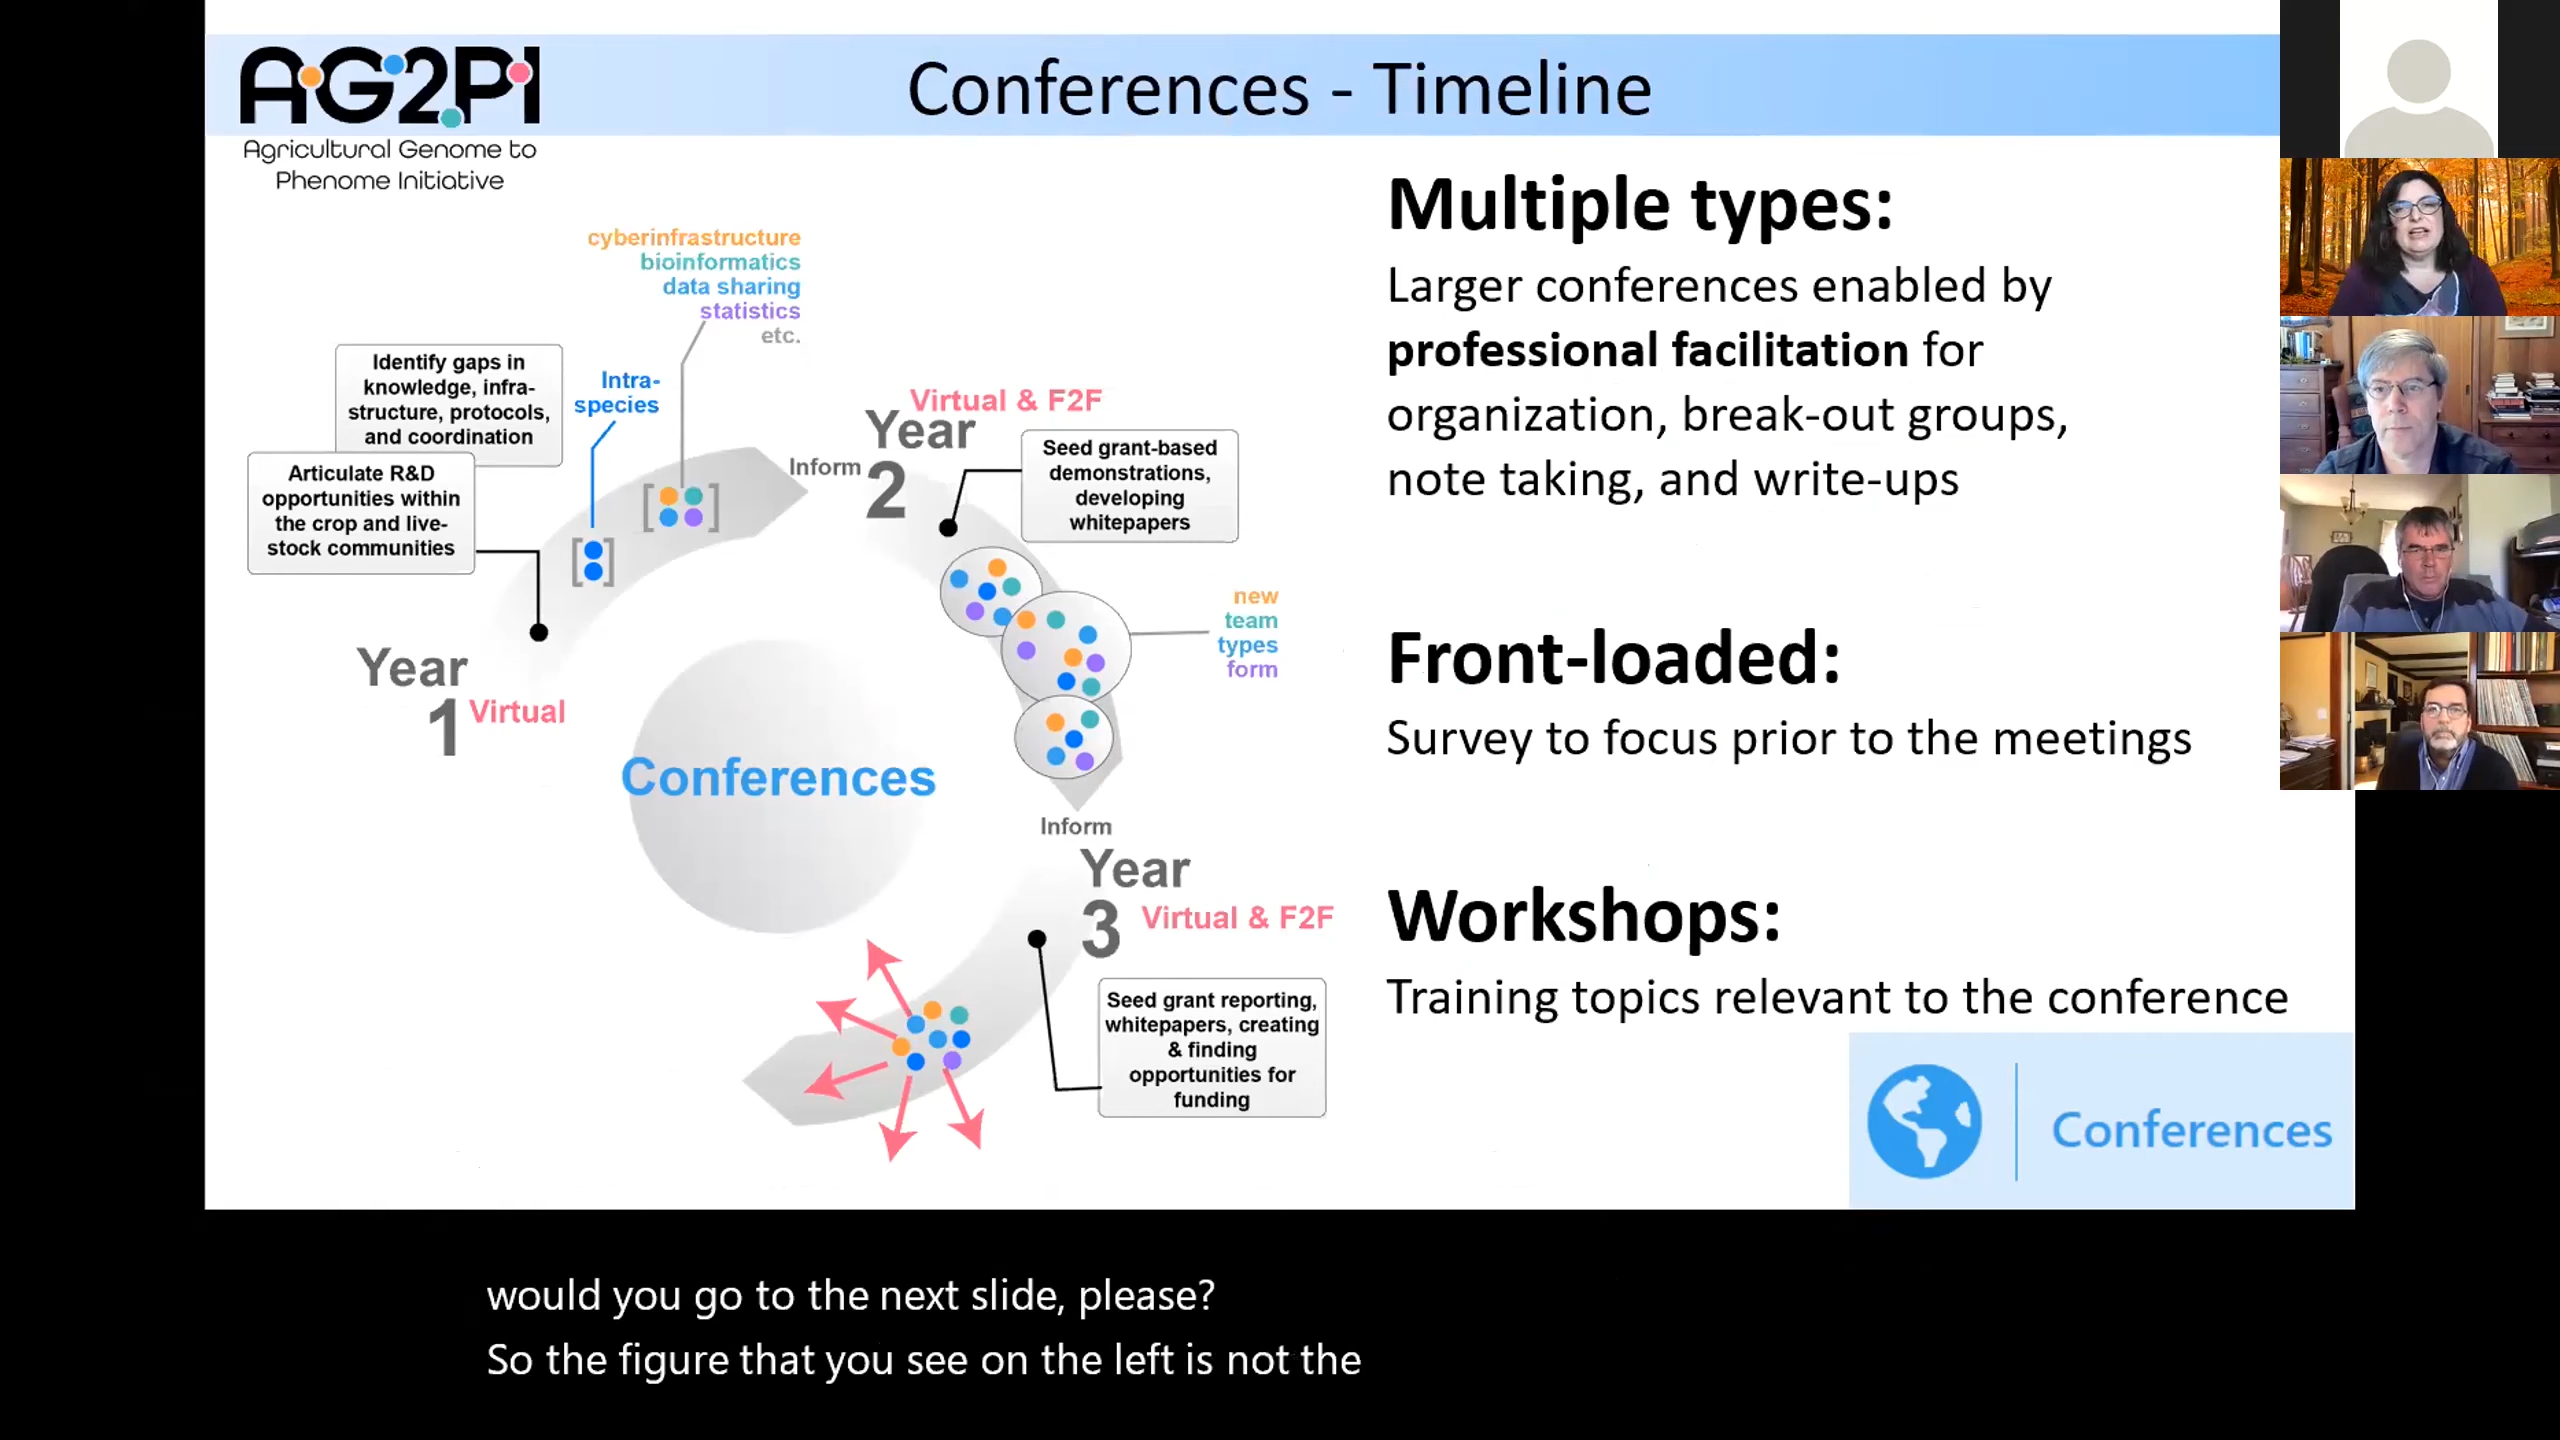 AG2PI
Agricultural Genome to
Phenome Initiative
Conferences - Timeline
cyberinfrastructure
bioinformatics
data sharing
statistics
etc.
Identify gaps in
knowledge, infra-
structure, protocols,
and coordination
Intra-
species
Articulate R&D
opportunities within
the crop and live-
stock communities
Year
1
Virtual
Inform
Virtual & F2F
Year
2
Seed grant-based
demonstrations,
developing
whitepapers
new
team
types
form
Conferences
Inform
Year
3
Virtual & F2F
Seed grant reporting,
whitepapers, creating
& finding
opportunities for
funding
Multiple types:
Larger conferences enabled by
professional facilitation for
organization, break-out groups,
note taking, and write-ups
Front-loaded:
Survey to focus prior to the meetings
Workshops:
Training topics relevant to the conference
Conferences
would you go to the next slide, please?
So the figure that you see on the left is not the